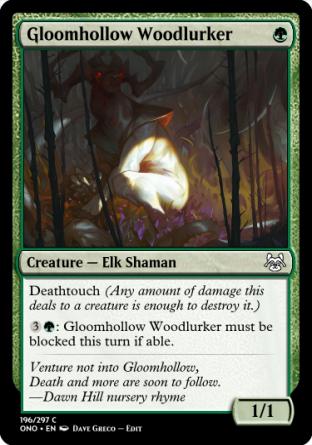 Gloomhollow Woodlurker
Creature — Elk Shaman
Deathtouch (Any amount of damage this
deals to a creature is enough to destroy it.)
3 : Gloomhollow Woodlurker must be
blocked this turn if able.
Venture not into Gloomhollow,
Death and more are soon to follow.
—Dawn Hill nursery rhyme
1/1
196/297 C
ONO • EN Dave Greco — Edit